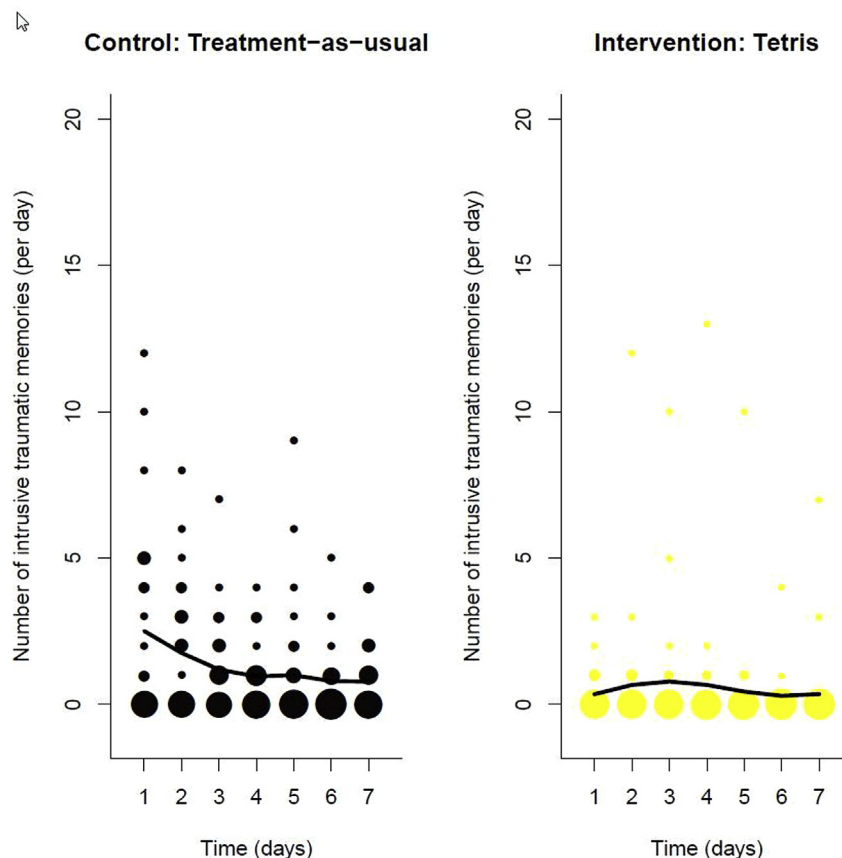 Control: Treatment−as−usual
Number of intrusive traumatic memories (per day)
20
15
10
5
0
1 2 3 4 5 6 7
Time (days)
Intervention: Tetris
Number of intrusive traumatic memories (per day)
20
15
10
5
0
1 2 3 4 5 6 7
Time (days)